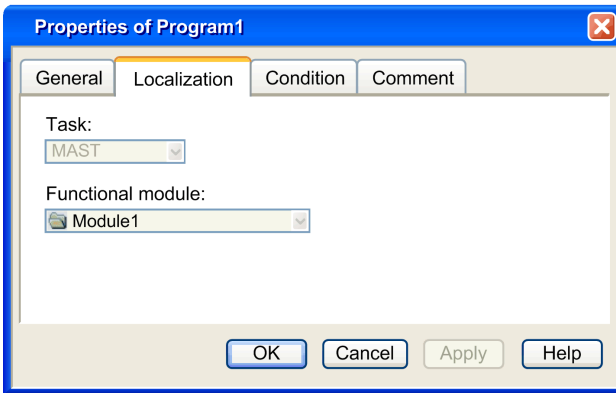 Properties of Program1
General Localization Condition Comment
Task:
MAST
Functional module:
Module1
OK Cancel Apply Help